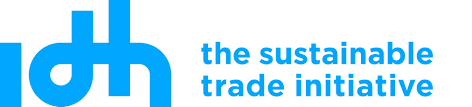 idh
the sustainable
trade initiative